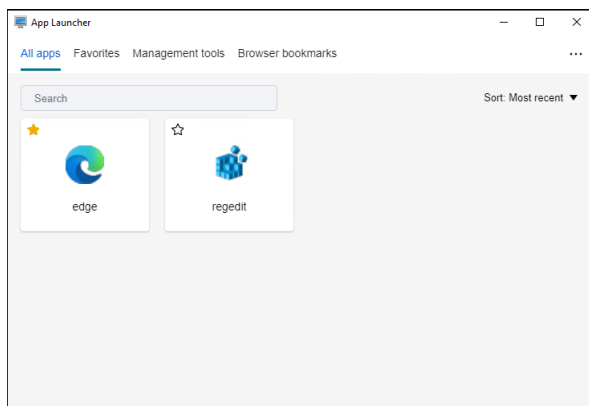 App Launcher
All apps Favorites Management tools Browser bookmarks
Search
Sort: Most recent
edge
regedit